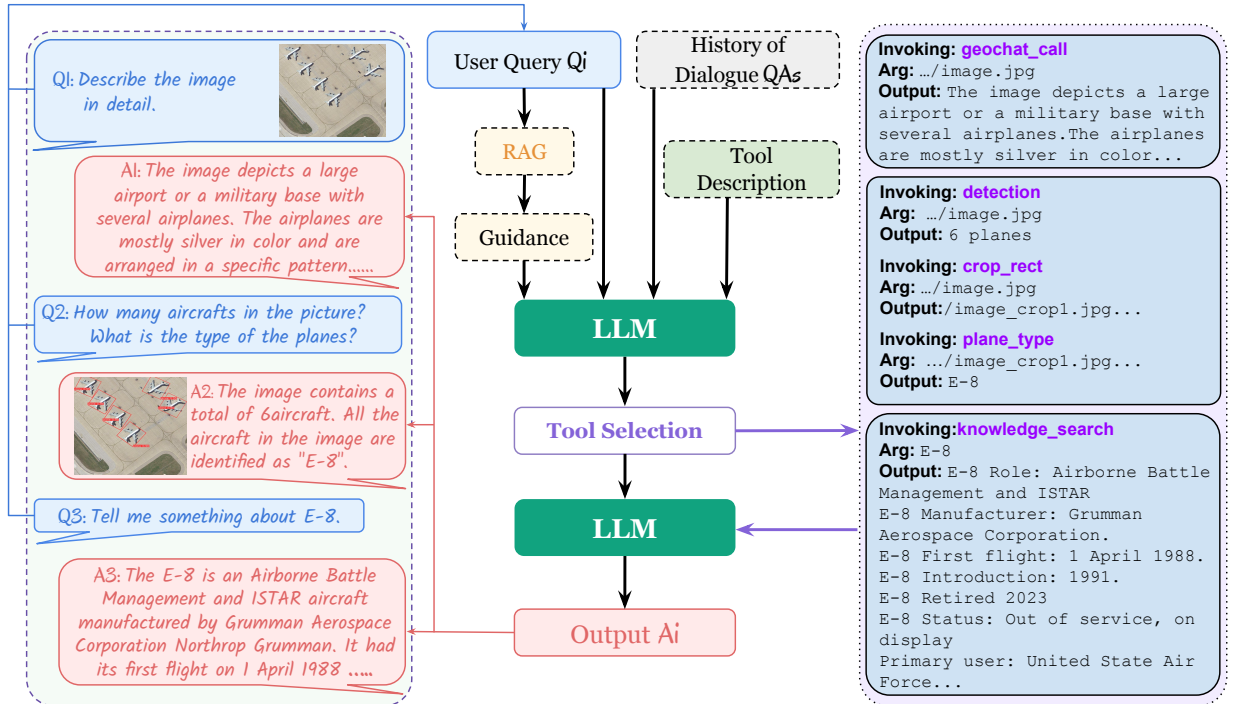 Q1: Describe the image
in detail.
A1: The image depicts a large
airport or a military base with
several airplanes. The airplanes are
mostly silver in color and are
arranged in a specific pattern......
Q2: How many aircrafts in the picture?
What is the type of the planes?
A2: The image contains a
total of 6aircraft. All the
aircraft in the image are
identified as "E-8".
Q3: Tell me something about E-8.
A3: The E-8 is an Airborne Battle
Management and ISTAR aircraft
manufactured by Grumman Aerospace
Corporation Northrop Grumman. It had
its first flight on 1 April 1988 .....
User Query Qi
History of
Dialogue QAs
RAG
Tool
Description
Guidance
LLM
Tool Selection
LLM
Output Ai
Invoking: geochat_call
Arg: .../image.jpg
Output: The image depicts a large
airport or a military base with
several airplanes.The airplanes
are mostly silver in color...
Invoking: detection
Arg: .../image.jpg
Output: 6 planes
Invoking: crop_rect
Arg: .../image.jpg
Output:/image_crop1.jpg...
Invoking: plane_type
Arg: .../image_crop1.jpg...
Output: E-8
Invoking:knowledge_search
Arg: E-8
Output: E-8 Role: Airborne Battle
Management and ISTAR
E-8 Manufacturer: Grumman
Aerospace Corporation.
E-8 First flight: 1 April 1988.
E-8 Introduction: 1991.
E-8 Retired 2023
E-8 Status: Out of service, on
display
Primary user: United State Air
Force...